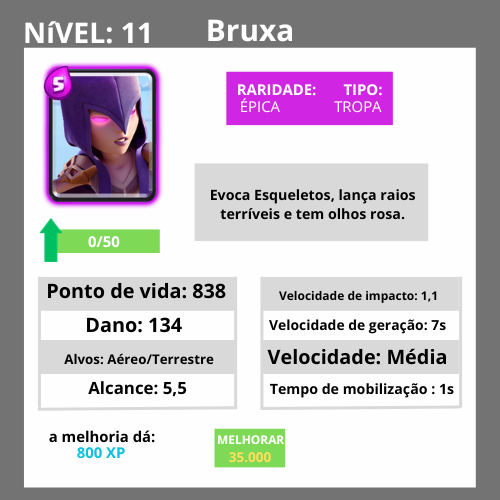 NíVEL: 11
Bruxa
5
RARIDADE: TIPO:
ÉPICA TROPA
Evoca Esqueletos, lança raios
terríveis e tem olhos rosa.
0/50
Ponto de vida: 838
Dano: 134
Alvos: Aéreo/Terrestre
Alcance: 5,5
Velocidade de impacto: 1,1
Velocidade de geração: 7s
Velocidade: Média
Tempo de mobilização : 1s
a melhoria dá:
800 XP
MELHORAR
35.000